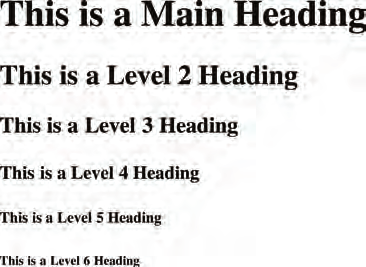 This is a Main Heading
This is a Level 2 Heading
This is a Level 3 Heading
This is a Level 4 Heading
This is a Level 5 Heading
This is a Level 6 Heading